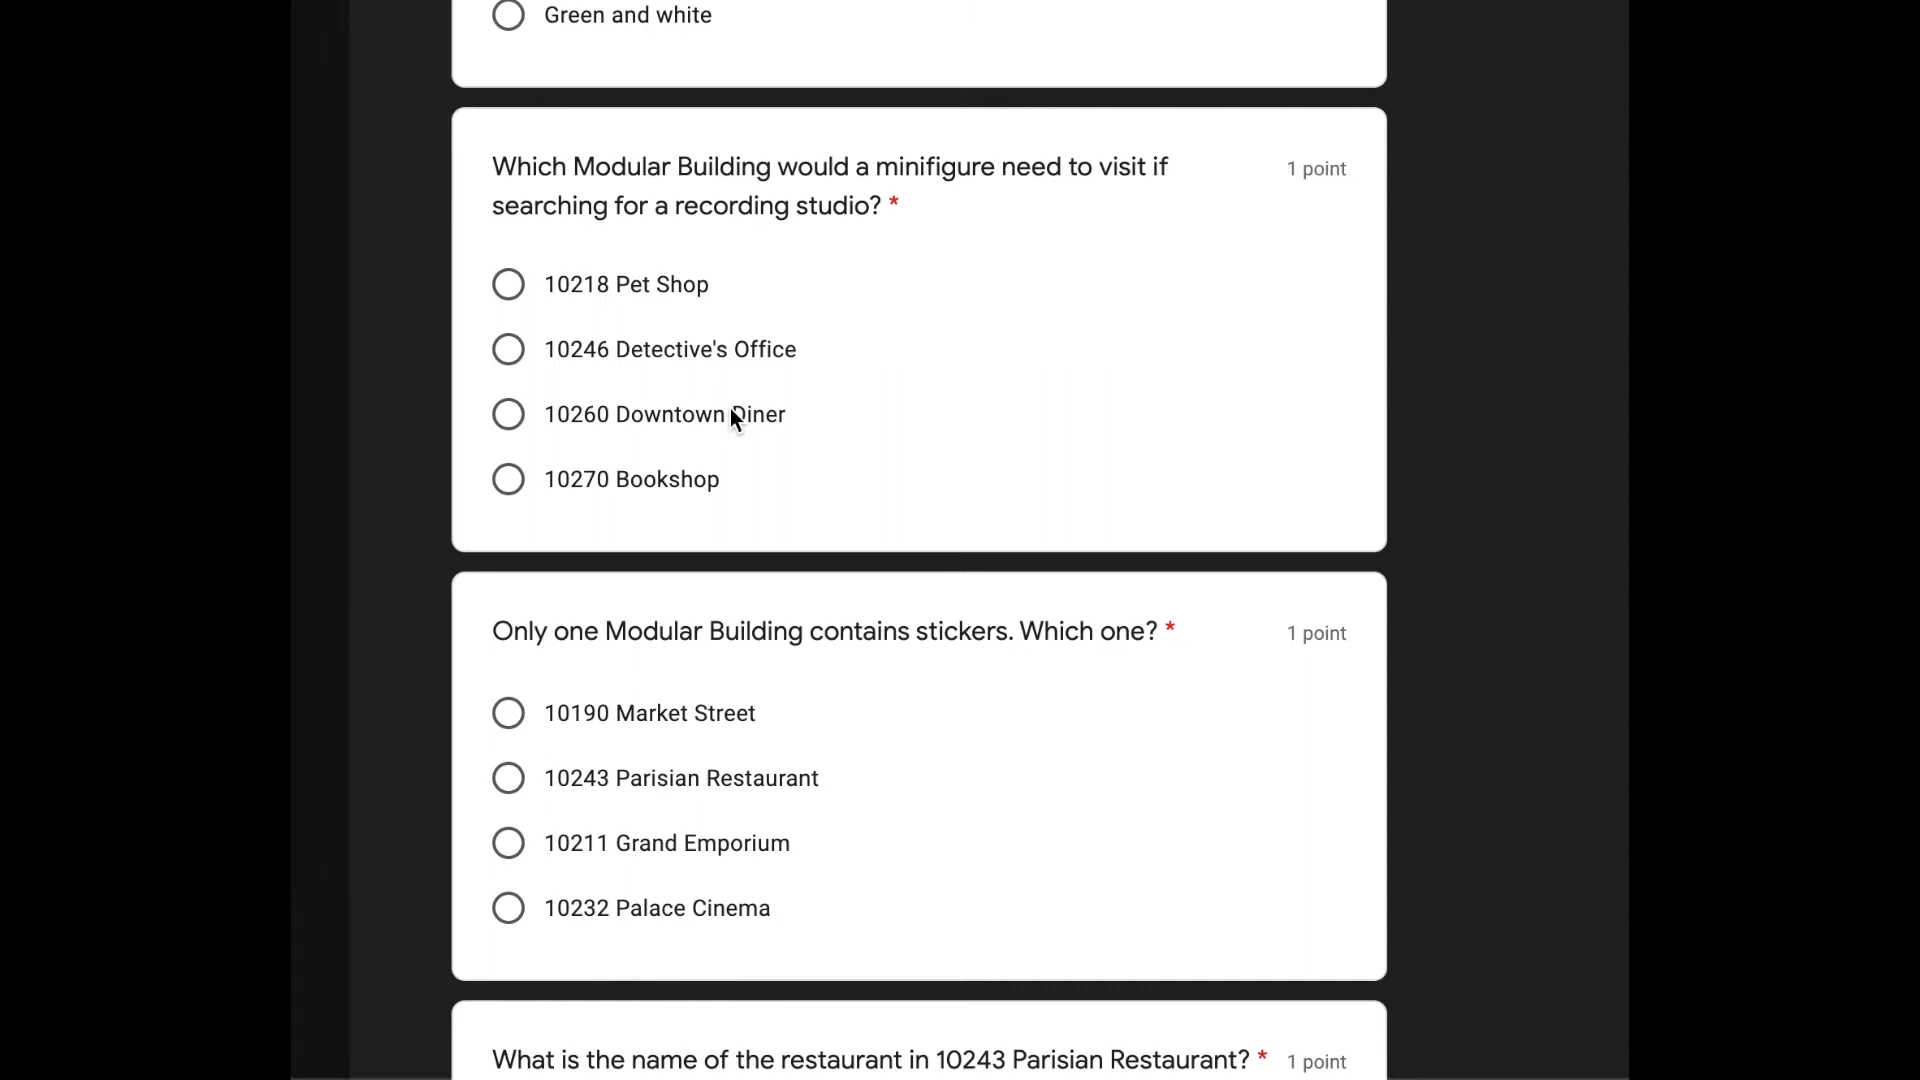 Green and white
Which Modular Building would a minifigure need to visit if
searching for a recording studio? *
1 point
10218 Pet Shop
10246 Detective's Office
10260 Downtown Diner
10270 Bookshop
Only one Modular Building contains stickers. Which one? *
1 point
10190 Market Street
10243 Parisian Restaurant
10211 Grand Emporium
10232 Palace Cinema
What is the name of the restaurant in 10243 Parisian Restaurant? *
1 point